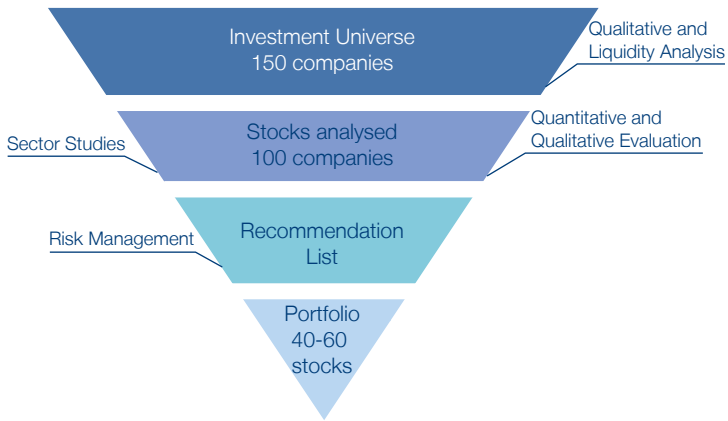 Investment Universe
150 companies
Qualitative and
Liquidity Analysis
Stocks analysed
100 companies
Quantitative and
Qualitative Evaluation
Sector Studies
Recommendation
List
Risk Management
Portfolio
40-60
stocks